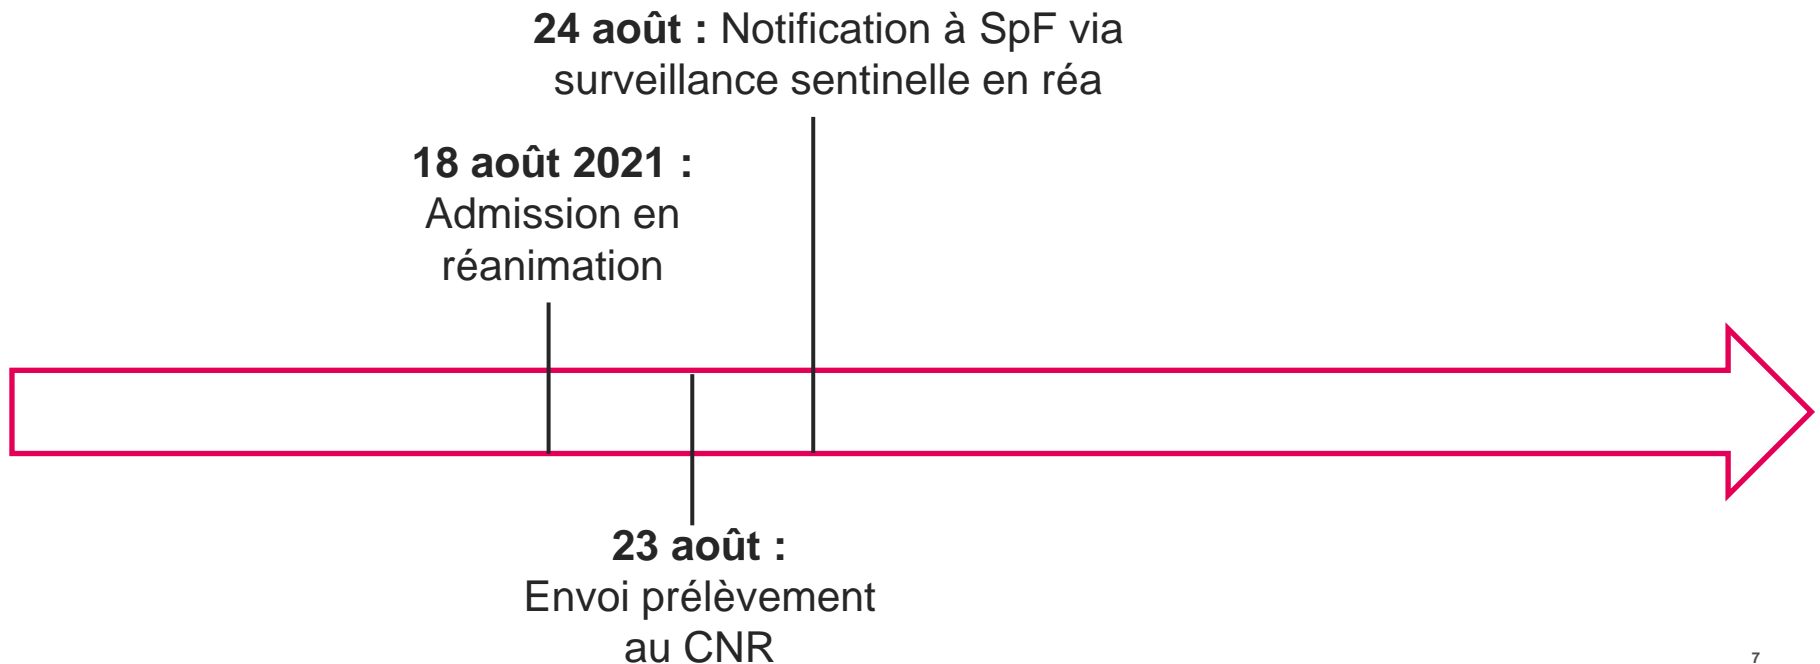 24 août : Notification à SpF via
surveillance sentinelle en réa
18 août 2021 :
Admission en
réanimation
23 août :
Envoi prélèvement
au CNR
7